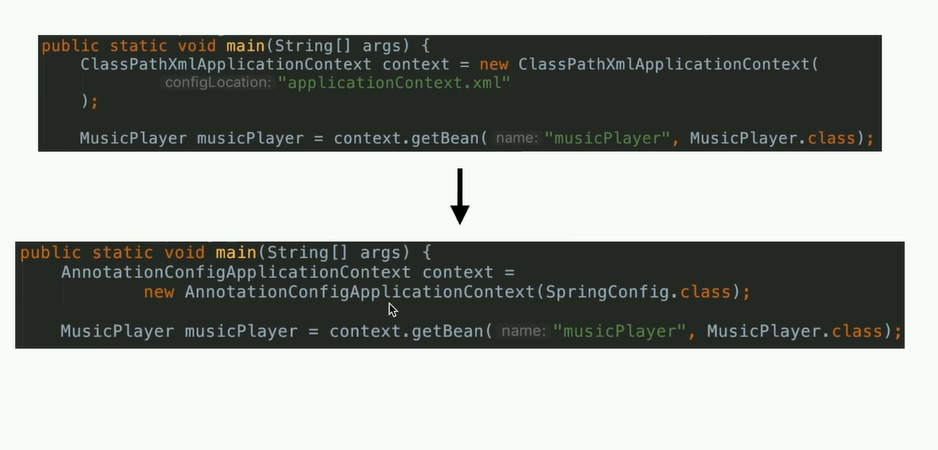 public static void main(String[] args) {
ClassPathXmlApplicationContext context = new ClassPathXmlApplicationContext(
configLocation: "applicationContext.xml"
);
MusicPlayer musicPlayer = context.getBean( name: "musicPlayer", MusicPlayer.class);
public static void main(String[] args) {
AnnotationConfigApplicationContext context =
new AnnotationConfigApplicationContext(SpringConfig.class);
MusicPlayer musicPlayer = context.getBean( name: "musicPlayer", MusicPlayer.class);